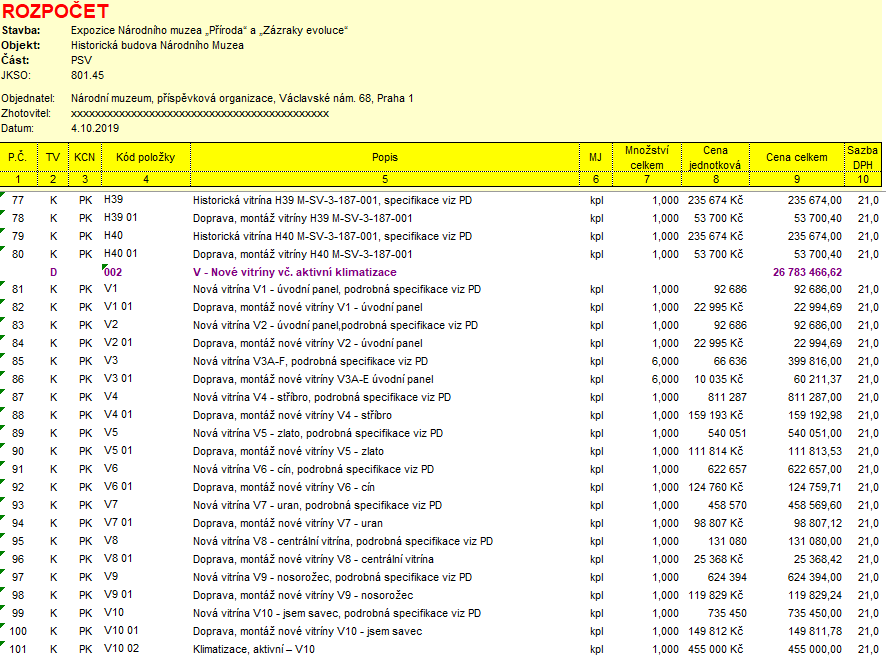 ROZPOČET
Stavba: Expozice Národního muzea „Příroda“ a „Zázraky evoluce“
Objekt: Historická budova Národního Muzea
Část: PSV
JKSO: 801.45
Objednatel: Národní muzeum, příspěvková organizace, Václavské nám. 68, Praha 1
Zhotovitel: xxxxxxxxxxxxxxxxxxxxxxxxxxxxxxxxxxxxxxxxxxx
Datum: 4.10.2019
P.Č. TV KCN Kód položky Popis MJ Množství celkem Cena jednotková Cena celkem Sazba DPH
1 2 3 4 5 6 7 8 9 10
77 K PK H39 Historická vitrína H39 M-SV-3-187-001, specifikace viz PD kpl 1,000 235 674 Kč 235 674,00 21,0
78 K PK H39 01 Doprava, montáž vitríny H39 M-SV-3-187-001 kpl 1,000 53 700 Kč 53 700,40 21,0
79 K PK H40 Historická vitrína H40 M-SV-3-187-001, specifikace viz PD kpl 1,000 235 674 Kč 235 674,00 21,0
80 K PK H40 01 Doprava, montáž vitríny H40 M-SV-3-187-001 kpl 1,000 53 700 Kč 53 700,40 21,0
D 002 V - Nové vitríny vč. aktivní klimatizace 26 783 466,62
81 K PK V1 Nová vitrína V1 - úvodní panel, podrobná specifikace viz PD kpl 1,000 92 686 92 686,00 21,0
82 K PK V1 01 Doprava, montáž nové vitríny V1 - úvodní panel kpl 1,000 22 995 Kč 22 994,69 21,0
83 K PK V2 Nová vitrína V2 - úvodní panel,podrobná specifikace viz PD kpl 1,000 92 686 92 686,00 21,0
84 K PK V2 01 Doprava, montáž nové vitríny V2 - úvodní panel kpl 1,000 22 995 Kč 22 994,69 21,0
85 K PK V3 Nová vitrína V3A-F, podrobná specifikace viz PD kpl 6,000 66 636 399 816,00 21,0
86 K PK V3 01 Doprava, montáž nové vitríny V3A-E úvodní panel kpl 6,000 10 035 Kč 60 211,37 21,0
87 K PK V4 Nová vitrína V4 - stříbro, podrobná specifikace viz PD kpl 1,000 811 287 811 287,00 21,0
88 K PK V4 01 Doprava, montáž nové vitríny V4 - stříbro kpl 1,000 159 193 Kč 159 192,98 21,0
89 K PK V5 Nová vitrína V5 - zlato, podrobná specifikace viz PD kpl 1,000 540 051 540 051,00 21,0
90 K PK V5 01 Doprava, montáž nové vitríny V5 - zlato kpl 1,000 111 814 Kč 111 813,53 21,0
91 K PK V6 Nová vitrína V6 - cín, podrobná specifikace viz PD kpl 1,000 622 657 622 657,00 21,0
92 K PK V6 01 Doprava, montáž nové vitríny V6 - cín kpl 1,000 124 760 Kč 124 759,71 21,0
93 K PK V7 Nová vitrína V7 - uran, podrobná specifikace viz PD kpl 1,000 458 570 458 569,60 21,0
94 K PK V7 01 Doprava, montáž nové vitríny V7 - uran kpl 1,000 98 807 Kč 98 807,12 21,0
95 K PK V8 Nová vitrína V8 - centrální vitrína, podrobná specifikace viz PD kpl 1,000 131 080 131 080,00 21,0
96 K PK V8 01 Doprava, montáž nové vitríny V8 - centrální vitrína kpl 1,000 25 368 Kč 25 368,42 21,0
97 K PK V9 Nová vitrína V9 - nosorožec, podrobná specifikace viz PD kpl 1,000 624 394 624 394,00 21,0
98 K PK V9 01 Doprava, montáž nové vitríny V9 - nosorožec kpl 1,000 119 829 Kč 119 829,24 21,0
99 K PK V10 Nová vitrína V10 - jsem savec, podrobná specifikace viz PD kpl 1,000 735 450 735 450,00 21,0
100 K PK V10 01 Doprava, montáž nové vitríny V10 - jsem savec kpl 1,000 149 812 Kč 149 811,78 21,0
101 K PK V10 02 Klimatizace, aktivní – V10 kpl 1,000 455 000 Kč 455 000,00 21,0